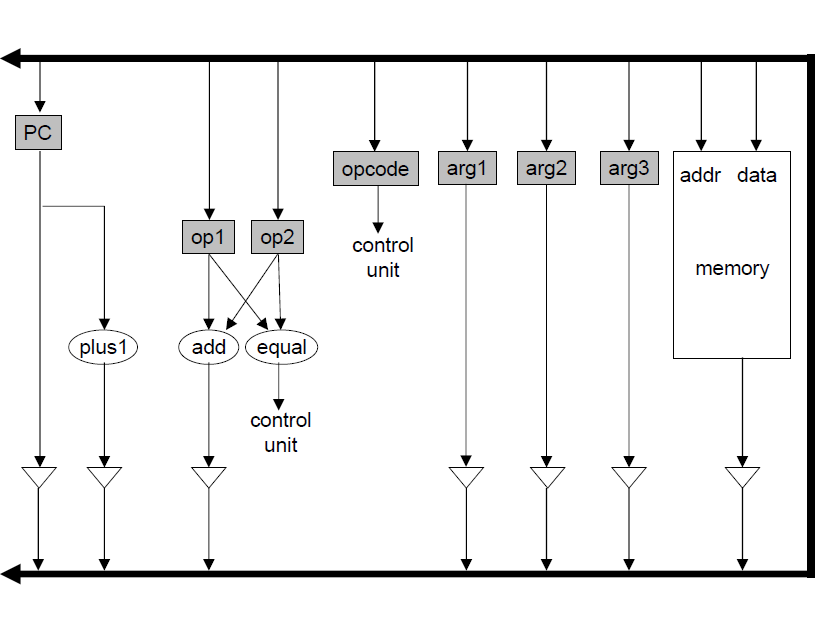 PC
opcode
arg1
arg2
arg3
addr data
control
unit
op1
op2
memory
plus1
add
equal
control
unit